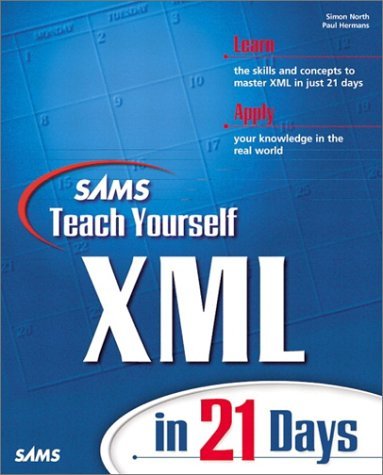 Simon North
Paul Hermans
Learn
the skills and concepts to
master XML in just 21 days
Apply
your knowledge in the
real world
SAMS
Teach Yourself
XML
in 21 Days
SAMS